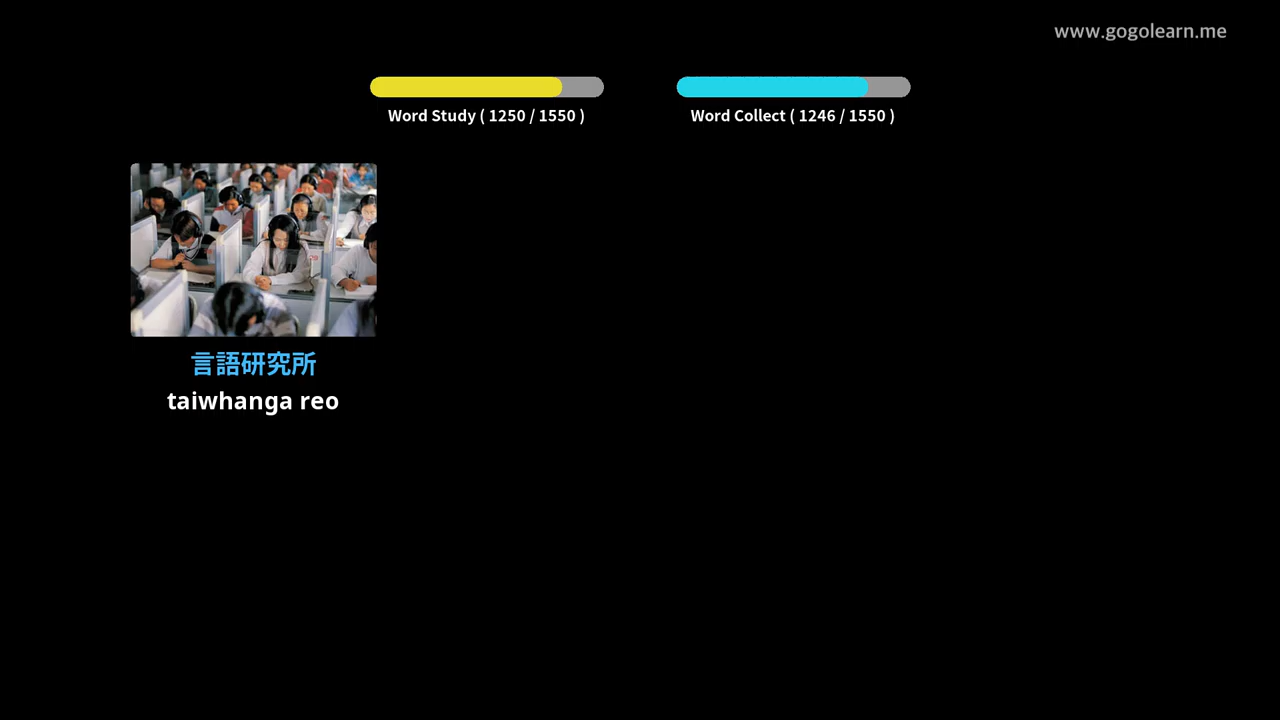 www.gogolearn.me
Word Study ( 1250 / 1550 )
Word Collect ( 1246 / 1550 )
言語研究所
taiwhanga reo